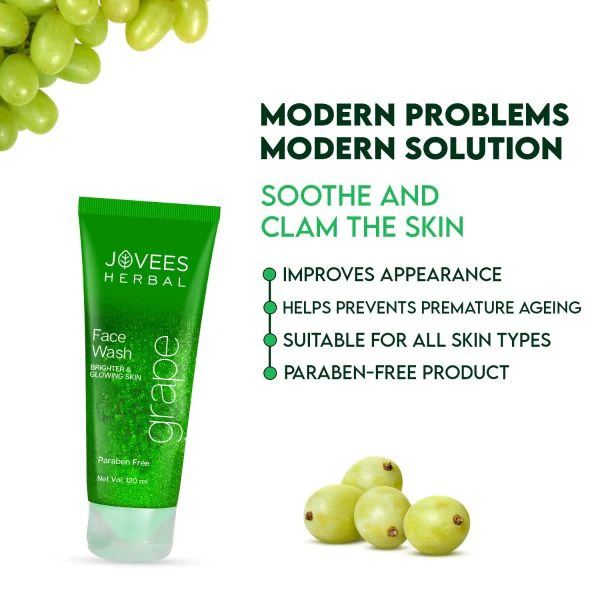 MODERN PROBLEMS
MODERN SOLUTION
SOOTHE AND
CLAM THE SKIN
IMPROVES APPEARANCE
HELPS PREVENTS PREMATURE AGEING
SUITABLE FOR ALL SKIN TYPES
PARABEN-FREE PRODUCT
JOVEES
HERBAL
Face
Wash
BRIGHTER &
GLOWING SKIN
grape
Paraben Free
Net Vol. 120 ml